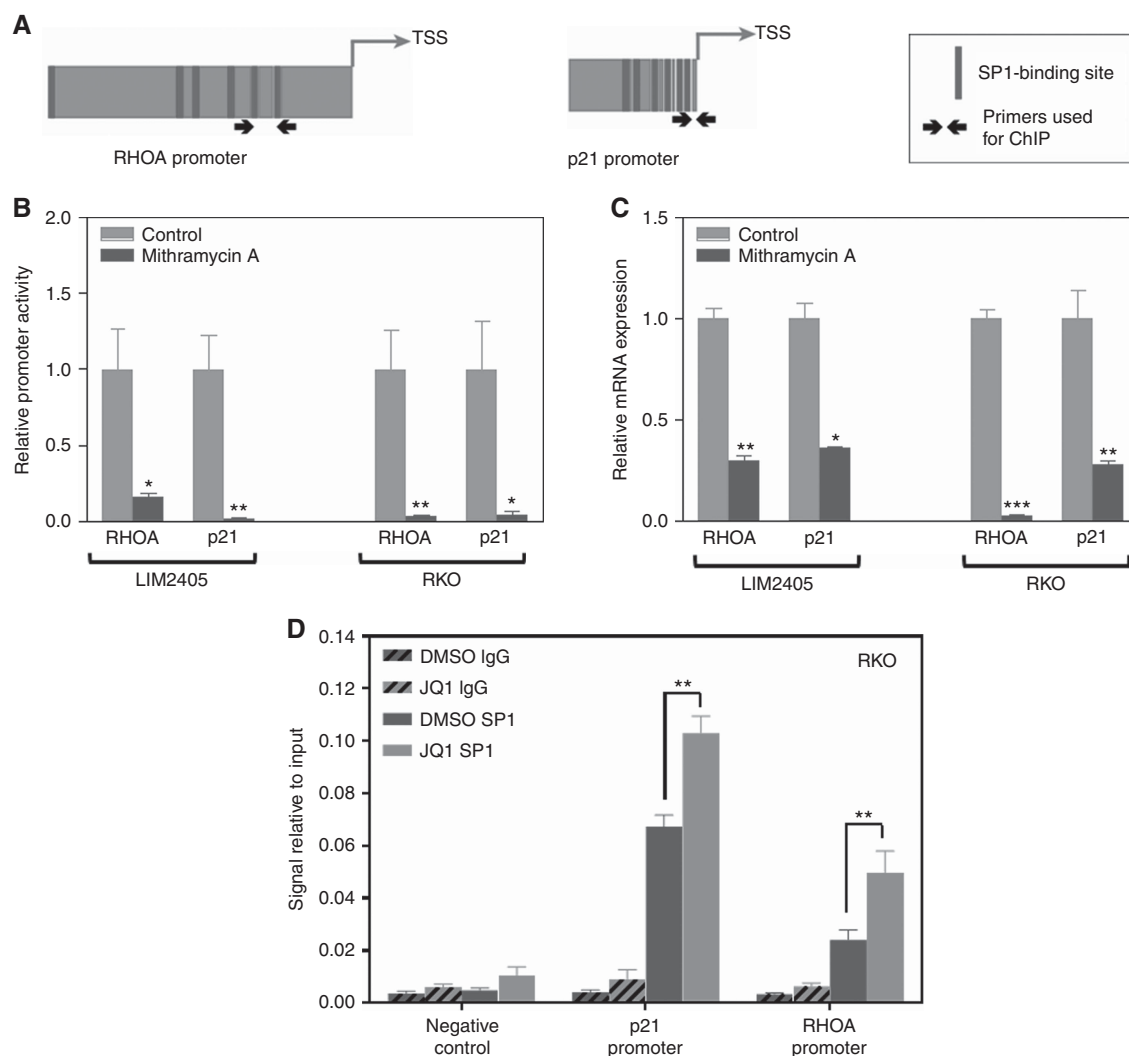 A
TSS
TSS
SP1-binding site
Primers used
for ChIP
RHOA promoter
p21 promoter
B
2.0
1.5
1.0
0.5
0.0
Relative promoter activity
Control
Mithramycin A
*
**
**
*
RHOA
p21
RHOA
p21
LIM2405
RKO
C
1.5
1.0
0.5
0.0
Relative mRNA expression
Control
Mithramycin A
**
*
***
**
RHOA
p21
RHOA
p21
LIM2405
RKO
D
0.14
0.12
0.10
0.08
0.06
0.04
0.02
0.00
Signal relative to input
DMSO IgG
JQ1 IgG
DMSO SP1
JQ1 SP1
RKO
**
**
Negative
control
p21
promoter
RHOA
promoter